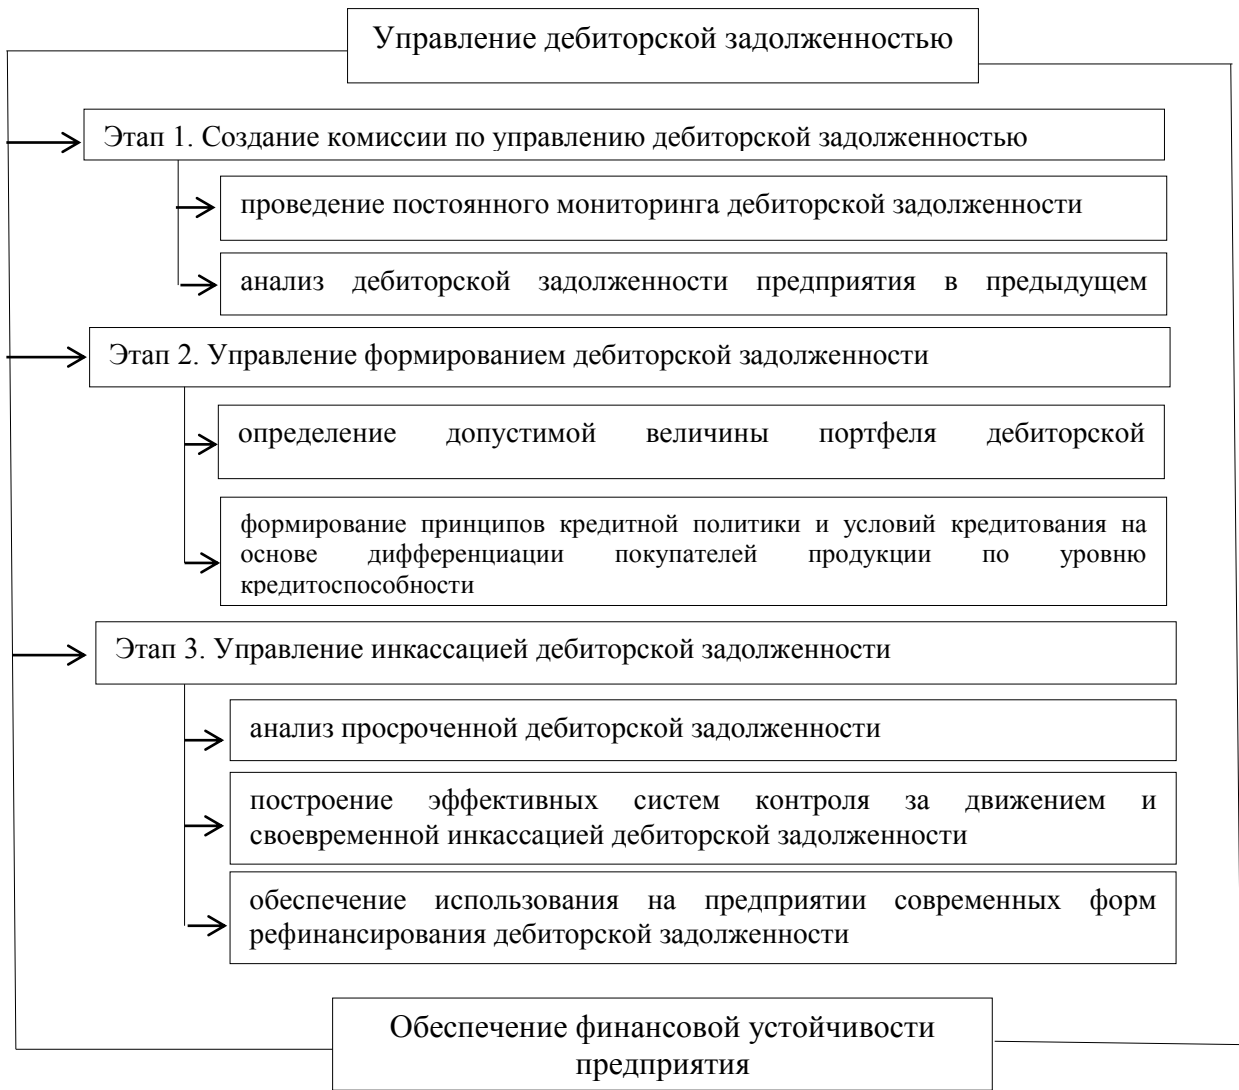 Управление дебиторской задолженностью
Этап 1. Создание комиссии по управлению дебиторской задолженностью
проведение постоянного мониторинга дебиторской задолженности
анализ дебиторской задолженности предприятия в предыдущем
Этап 2. Управление формированием дебиторской задолженности
определение допустимой величины портфеля дебиторской
формирование принципов кредитной политики и условий кредитования на
основе дифференциации покупателей продукции по уровню
кредитоспособности
Этап 3. Управление инкассацией дебиторской задолженности
анализ просроченной дебиторской задолженности
построение эффективных систем контроля за движением и
своевременной инкассацией дебиторской задолженности
обеспечение использования на предприятии современных форм
рефинансирования дебиторской задолженности
Обеспечение финансовой устойчивости
предприятия